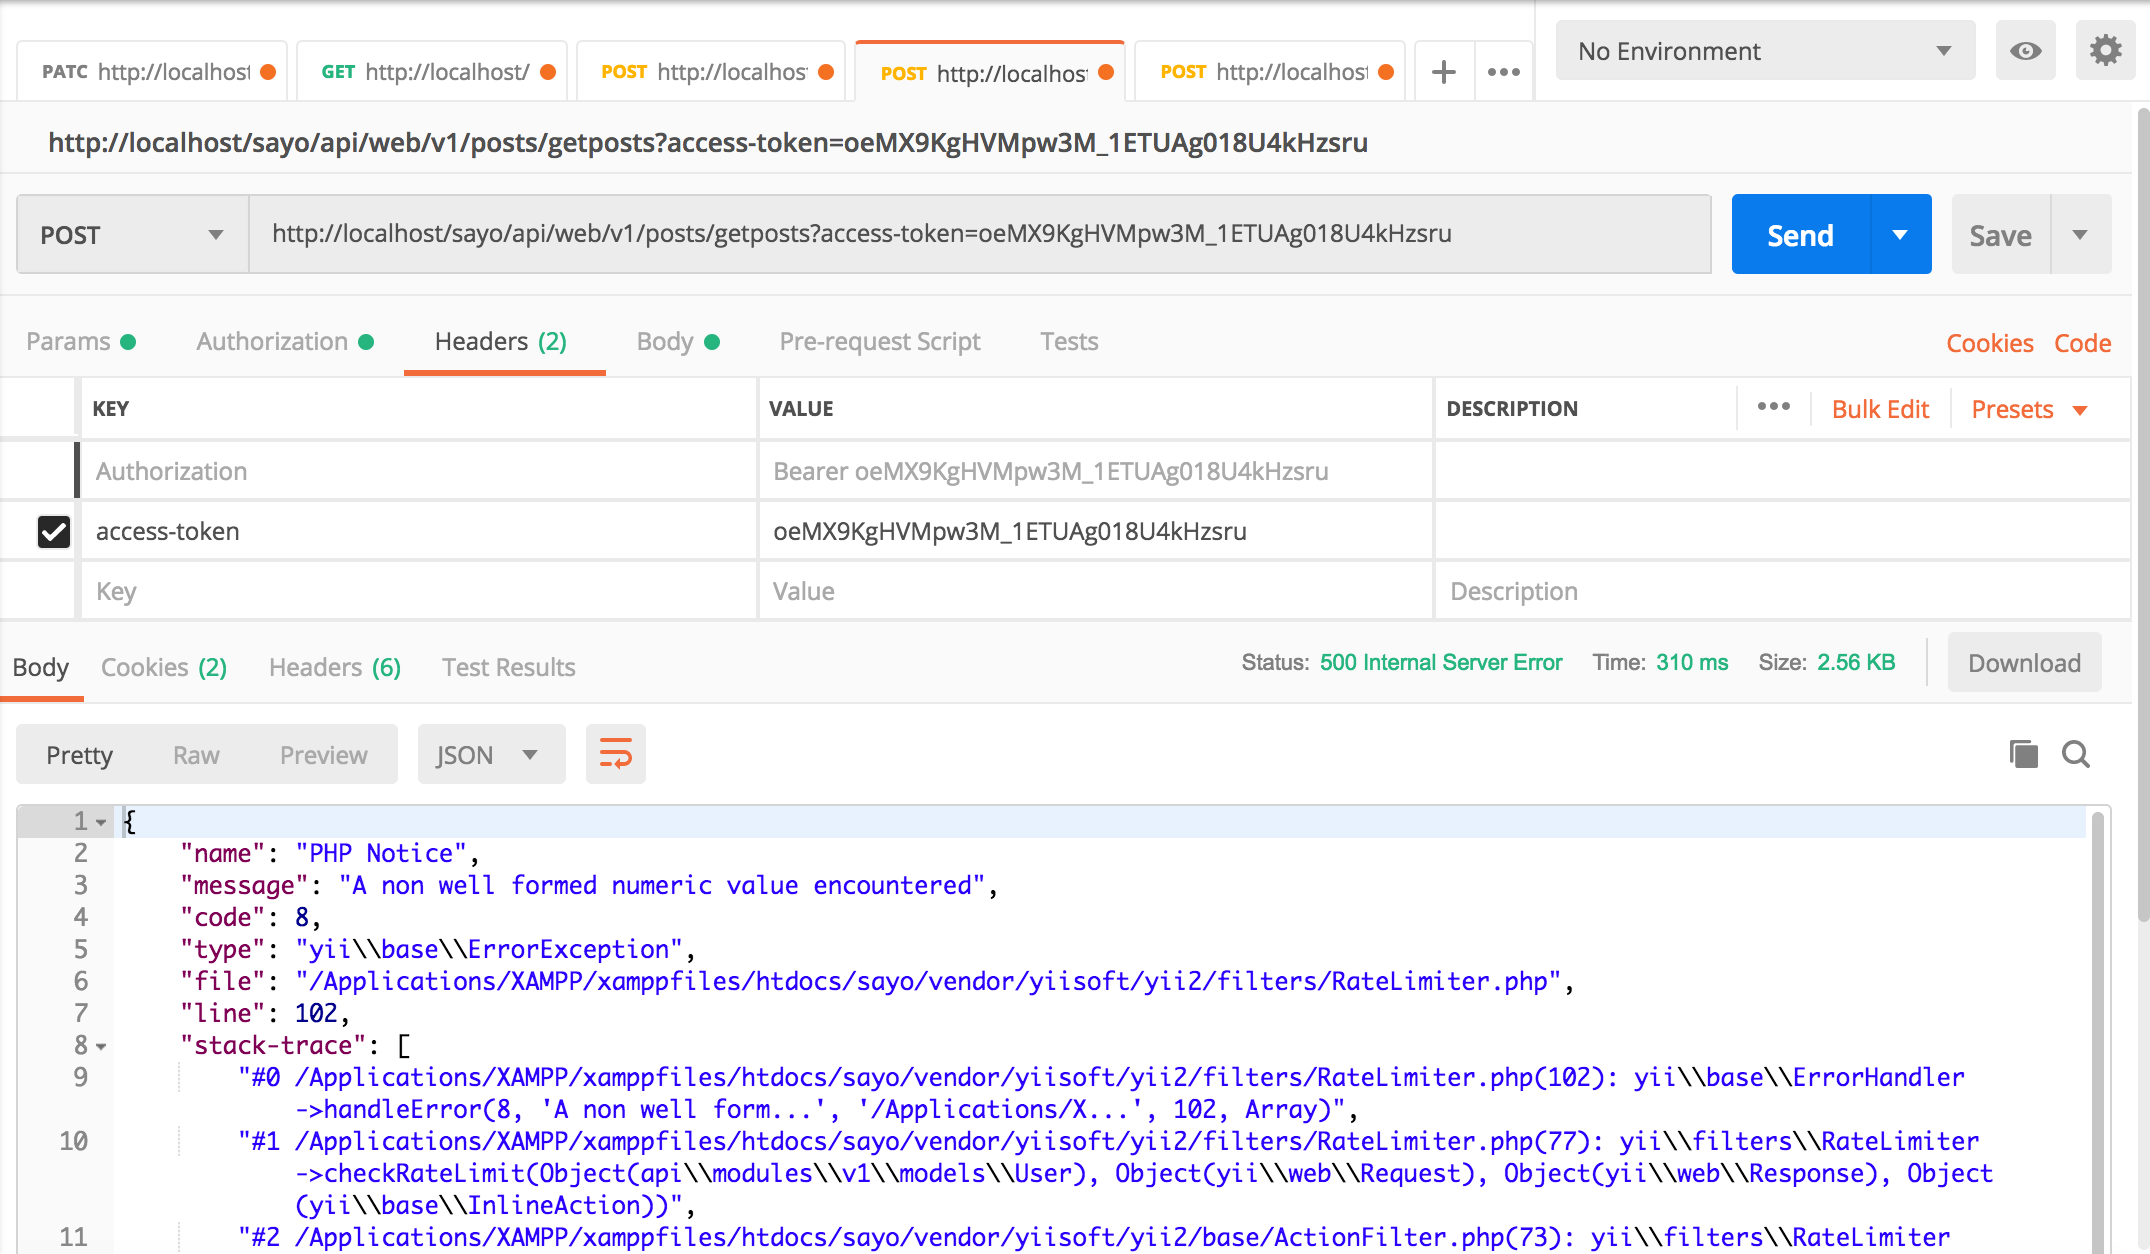 PATC http://localhost
GET http://localhost/
POST http://localhos
POST http://localhos
POST http://localhost
No Environment
http://localhost/sayo/api/web/v1/posts/getposts?access-token=oeMX9KgHVMpw3M_1ETUAg018U4kHzsru
POST
http://localhost/sayo/api/web/v1/posts/getposts?access-token=oeMX9KgHVMpw3M_1ETUAg018U4kHzsru
Send
Save
Params
Authorization
Headers (2)
Body
Pre-request Script
Tests
Cookies
Code
KEY
VALUE
DESCRIPTION
Bulk Edit
Presets
Authorization
Bearer oeMX9KgHVMpw3M_1ETUAg018U4kHzsru
access-token
oeMX9KgHVMpw3M_1ETUAg018U4kHzsru
Key
Value
Description
Body
Cookies (2)
Headers (6)
Test Results
Status: 500 Internal Server Error
Time: 310 ms
Size: 2.56 KB
Download
Pretty
Raw
Preview
JSON
1 {
2 "name": "PHP Notice",
3 "message": "A non well formed numeric value encountered",
4 "code": 8,
5 "type": "yii\\base\\ErrorException",
6 "file": "/Applications/XAMPP/xamppfiles/htdocs/sayo/vendor/yiisoft/yii2/filters/RateLimiter.php",
7 "line": 102,
8 "stack-trace": [
9 "#0 /Applications/XAMPP/xamppfiles/htdocs/sayo/vendor/yiisoft/yii2/filters/RateLimiter.php(102): yii\\base\\ErrorHandler
->handleError(8, 'A non well form...', '/Applications/X...', 102, Array)",
10 "#1 /Applications/XAMPP/xamppfiles/htdocs/sayo/vendor/yiisoft/yii2/filters/RateLimiter.php(77): yii\\filters\\RateLimiter
->checkRateLimit(Object(api\\modules\\v1\\models\\User), Object(yii\\web\\Request), Object(yii\\web\\Response), Object
(yii\\base\\InlineAction))",
11 "#2 /Applications/XAMPP/xamppfiles/htdocs/sayo/vendor/yiisoft/yii2/base/ActionFilter.php(73): yii\\filters\\RateLimiter